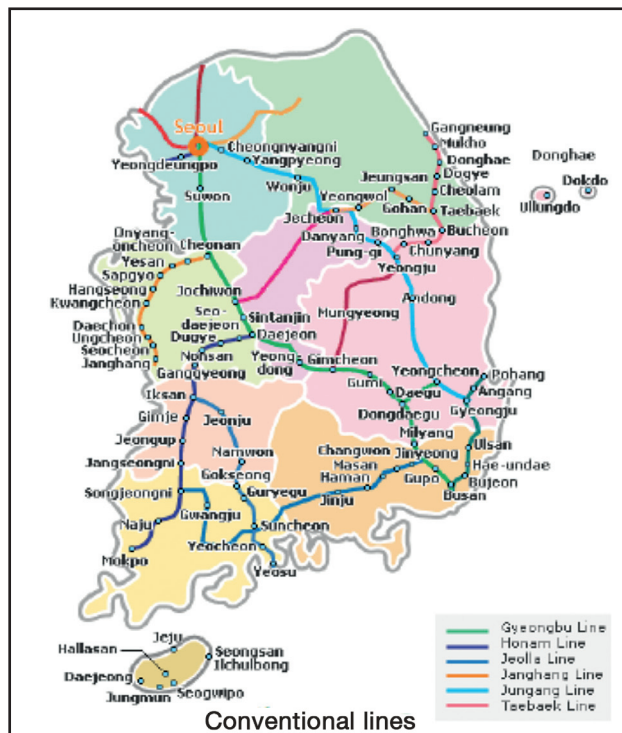 Seoul
Cheongnyangni
Yangpyeong
Yeongdeungpo
Wonju
Suwon
Gangneung
Mukho
Donghae
Dogye
Cheolam
Donghae
Dokdo
Ullungdo
Jeungsan
Yeongwol
Gohan
Taebaek
Jecheon
Bonghwa
Bucheon
Danyang
Chunyang
Pung-gi
Yeongju
Onyang-
oncheon
Cheonan
Yesan
Sapgyo
Hangseong
Kwangcheon
Jochiwon
Andong
Mungyeong
Sintanjin
Seo-
daejeon
Daejeon
Daechon
Ungcheon
Seocheon
Janghang
Dugye
Nohsan
Ganggyeong
Yeong
dong
Gimcheon
Gumi
Yeongcheon
Pohang
Angang
Daegu
Gyeongju
Dongdaegu
Iksan
Gimje
Jeonju
Milyang
Jeongup
Namwon
Changwon
Jinyeong
Ulsan
Jangseongni
Gokseong
Masan
Haman
Hae-undae
Gupo
Bujeon
Songjeongni
Guryegu
Jinju
Busan
Gwangju
Naju
Suncheon
Yeocheon
Mokpo
Yeosu
Jeju
Hallasan
Seongsan
Ilchulbong
Daejeong
Seogwipo
Jungmun
Gyeongbu Line
Honam Line
Jeolla Line
Janghang Line
Jungang Line
Taebaek Line
Conventional lines